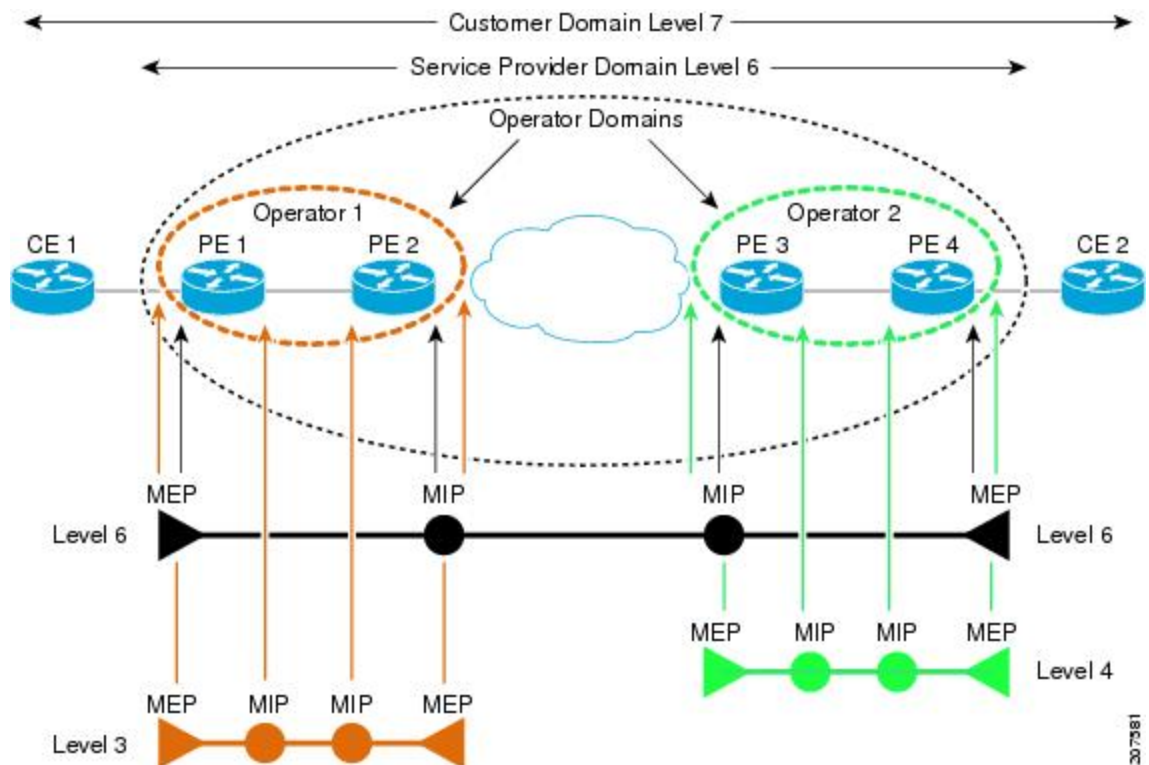 Customer Domain Level 7
Service Provider Domain Level 6
Operator Domains
Operator 1
Operator 2
CE 1
PE 1
PE 2
PE 3
PE 4
CE 2
MEP
MIP
MIP
MEP
Level 6
Level 6
MEP
MIP
MIP
MEP
Level 4
MEP
MIP
MIP
MEP
Level 3
207581